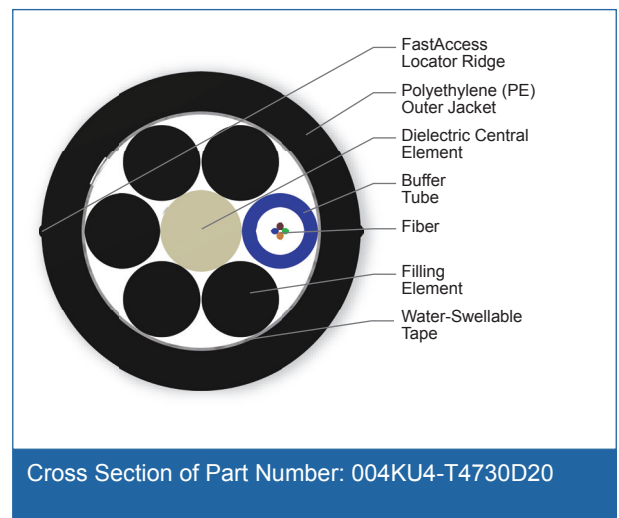 FastAccess
Locator Ridge
Polyethylene (PE)
Outer Jacket
Dielectric Central
Element
Buffer
Tube
Fiber
Filling
Element
Water-Swellable
Tape
Cross Section of Part Number: 004KU4-T4730D20